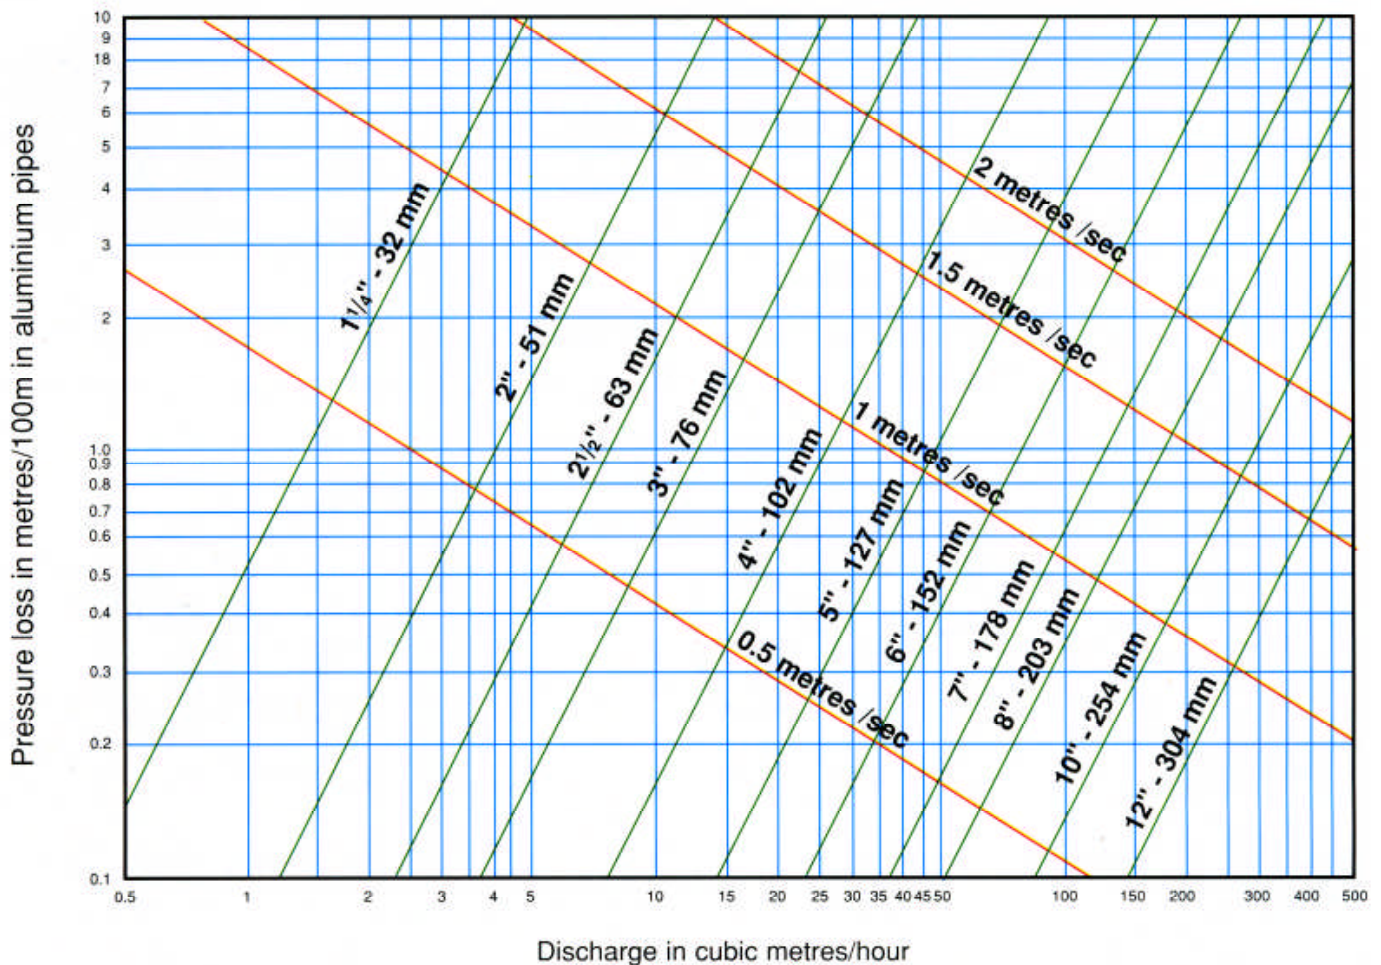 Pressure loss in metres/100m in aluminium pipes
10
9
18
7
6
5
4
3
2
1.0
0.9
0.8
0.7
0.6
0.5
0.4
0.3
0.2
0.1
1 1/4" - 32 mm
2" - 51 mm
2 1/2" - 63 mm
3" - 76 mm
4" - 102 mm
5" - 127 mm
6" - 152 mm
7" - 178 mm
8" - 203 mm
10" - 254 mm
12" - 304 mm
2 metres /sec
1.5 metres /sec
1 metres /sec
0.5 metres /sec
0.5 1 2 3 4 5 10 15 20 25 30 35 40 45 50 100 150 200 300 400 500
Discharge in cubic metres/hour